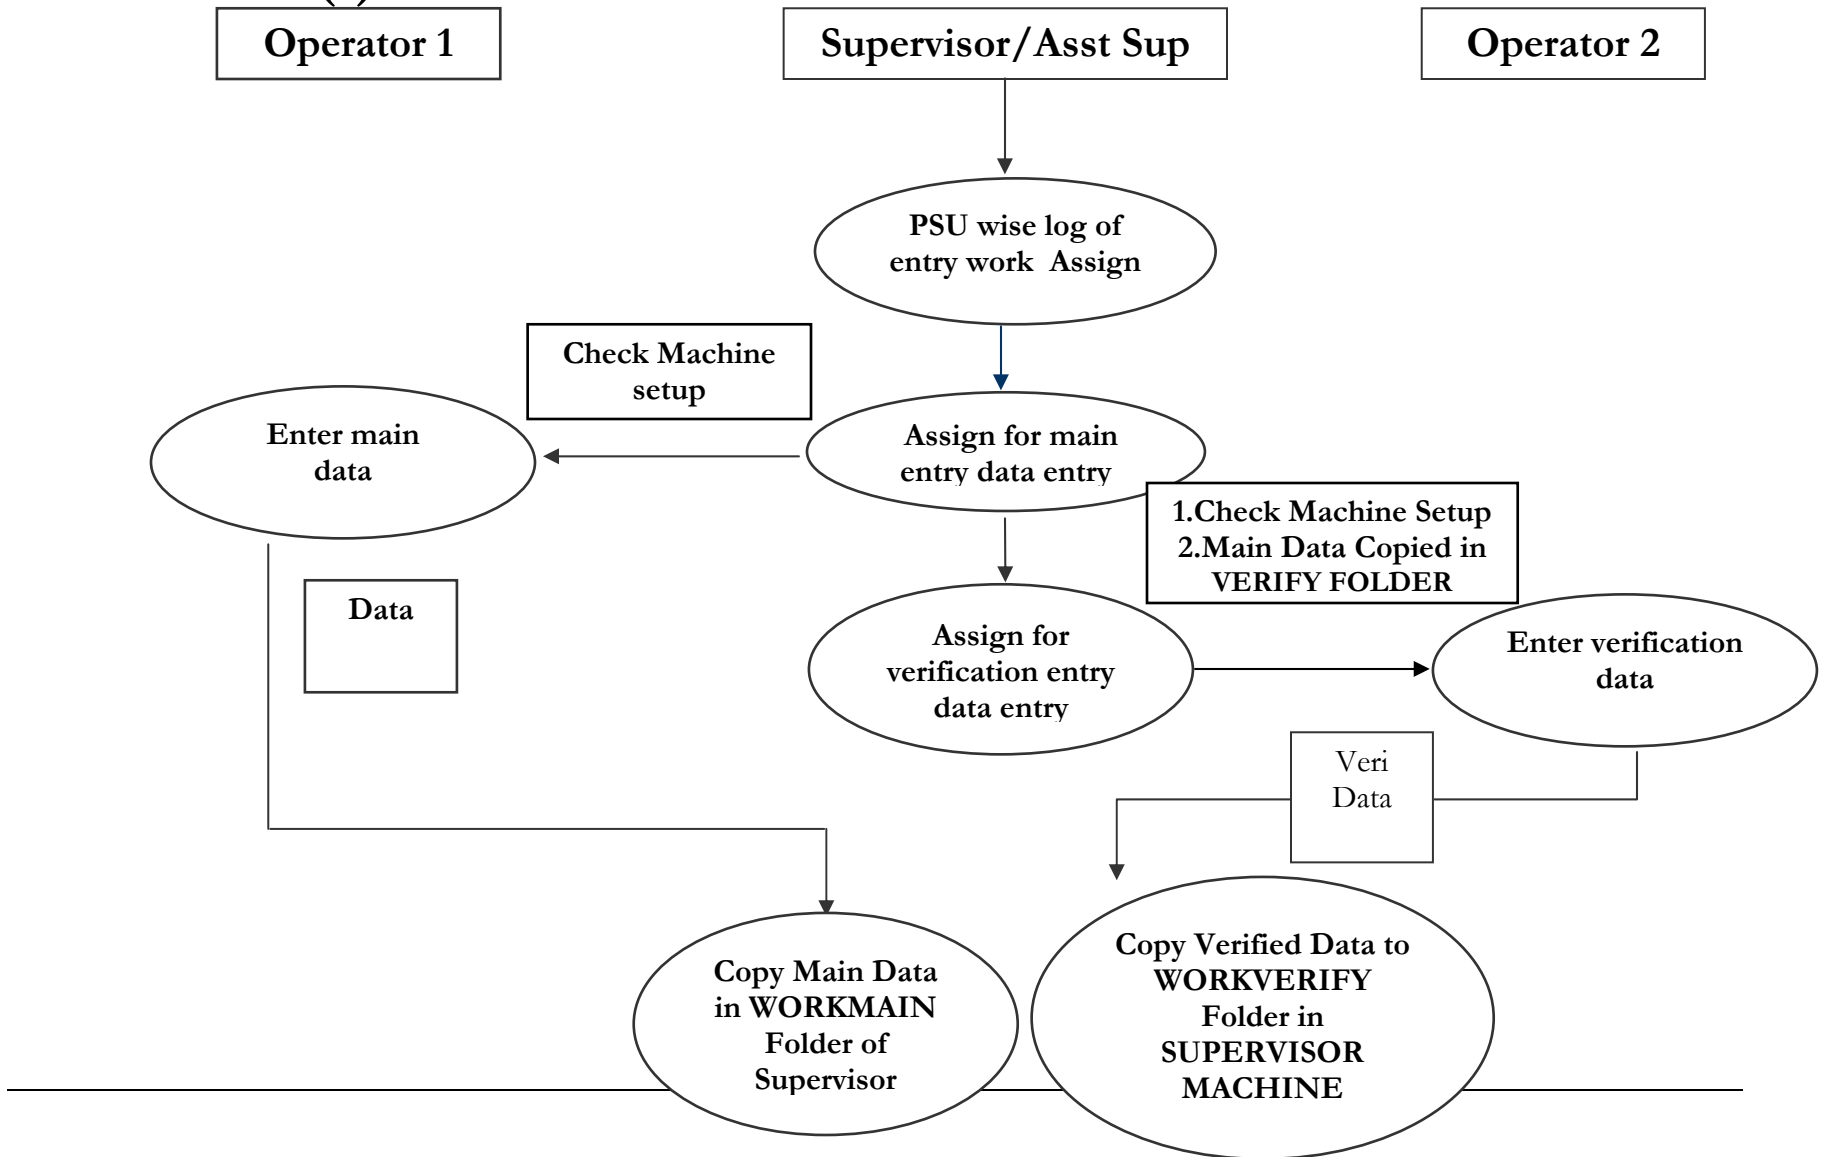 Operator 1
Supervisor/Asst Sup
Operator 2
PSU wise log of
entry work Assign
Check Machine
setup
Enter main
data
Assign for main
entry data entry
1.Check Machine Setup
2.Main Data Copied in
VERIFY FOLDER
Data
Assign for
verification entry
data entry
Enter verification
data
Veri
Data
Copy Main Data
in WORKMAIN
Folder of
Supervisor
Copy Verified Data to
WORKVERIFY
Folder in
SUPERVISOR
MACHINE